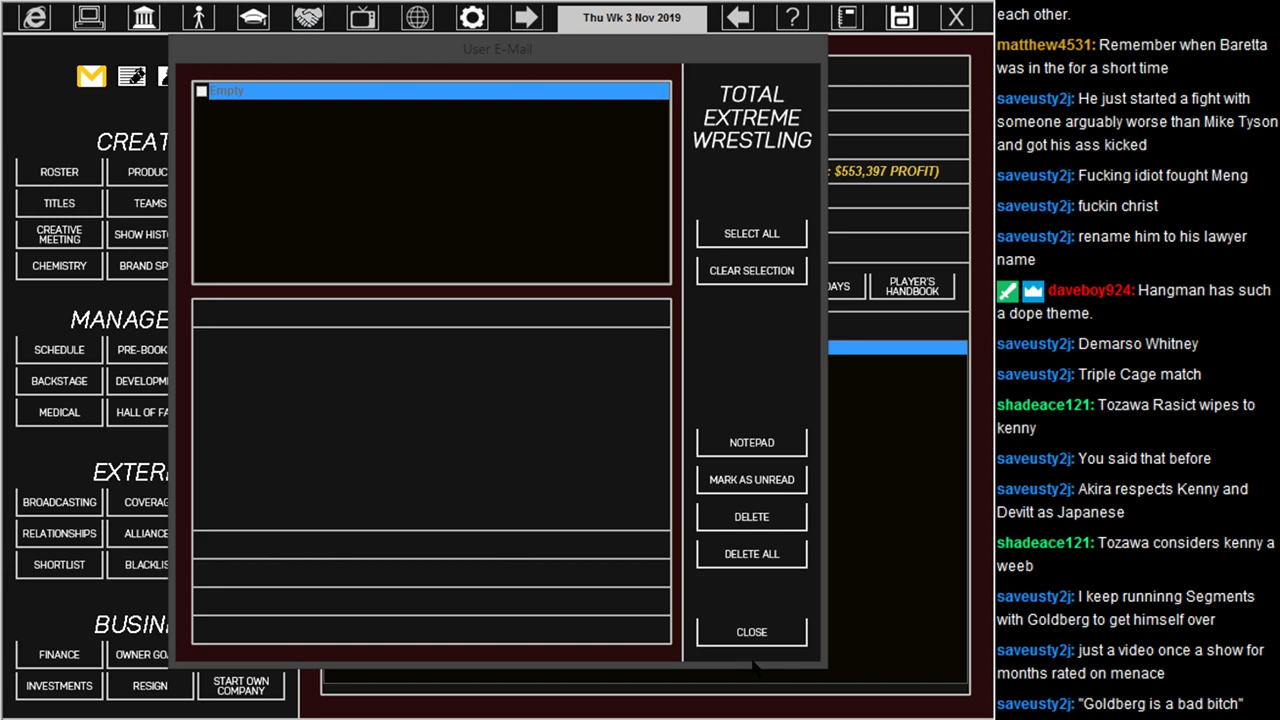 Thu Wk 3 Nov 2019
?
X
User E-Mail
Empty
TOTAL
EXTREME
WRESTLING
SELECT ALL
CLEAR SELECTION
NOTEPAD
MARK AS UNREAD
DELETE
DELETE ALL
CLOSE
CREAT
ROSTER
PRODUC
TITLES
TEAMS
CREATIVE
MEETING
SHOW HIST
CHEMISTRY
BRAND SP
MANAGE
SCHEDULE
PRE-BOOK
BACKSTAGE
DEVELOPM
MEDICAL
HALL OF FA
EXTER
BROADCASTING
COVERAG
RELATIONSHIPS
ALLIANC
SHORTLIST
BLACKLIS
BUSIN
FINANCE
OWNER GO
INVESTMENTS
RESIGN
START OWN
COMPANY
: $553,397 PROFIT)
DAYS
PLAYER'S
HANDBOOK
each other.
matthew4531: Remember when Baretta
was in the for a short time
saveusty2j: He just started a fight with
someone arguably worse than Mike Tyson
and got his ass kicked
saveusty2j: Fucking idiot fought Meng
saveusty2j: fuckin christ
saveusty2j: rename him to his lawyer
name
daveboy924: Hangman has such
a dope theme.
saveusty2j: Demarso Whitney
saveusty2j: Triple Cage match
shadeace121: Tozawa Rasict wipes to
kenny
saveusty2j: You said that before
saveusty2j: Akira respects Kenny and
Devitt as Japanese
shadeace121: Tozawa considers kenny a
weeb
saveusty2j: I keep runninng Segments
with Goldberg to get himself over
saveusty2j: just a video once a show for
months rated on menace
saveusty2j: "Goldberg is a bad bitch"